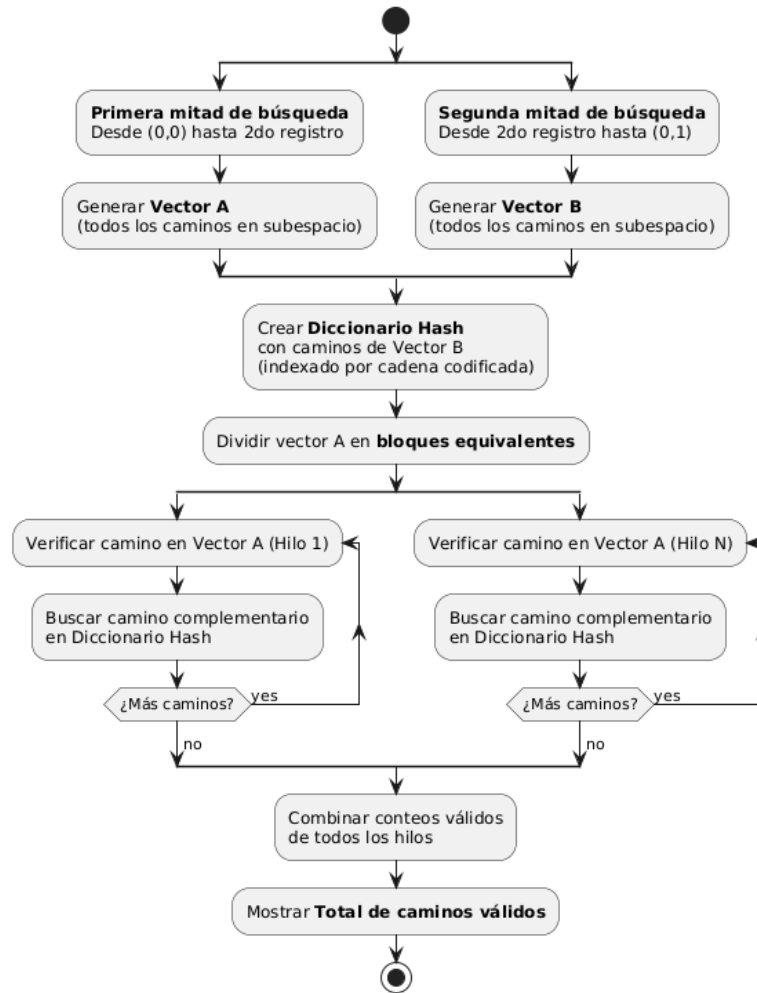 Primera mitad de búsqueda
Desde (0,0) hasta 2do registro
Segunda mitad de búsqueda
Desde 2do registro hasta (0,1)
Generar Vector A
(todos los caminos en subespacio)
Generar Vector B
(todos los caminos en subespacio)
Crear Diccionario Hash
con caminos de Vector B
(indexado por cadena codificada)
Dividir vector A en bloques equivalentes
Verificar camino en Vector A (Hilo 1)
Verificar camino en Vector A (Hilo N)
Buscar camino complementario
en Diccionario Hash
Buscar camino complementario
en Diccionario Hash
¿Más caminos?
yes
no
¿Más caminos?
yes
no
Combinar conteos válidos
de todos los hilos
Mostrar Total de caminos válidos